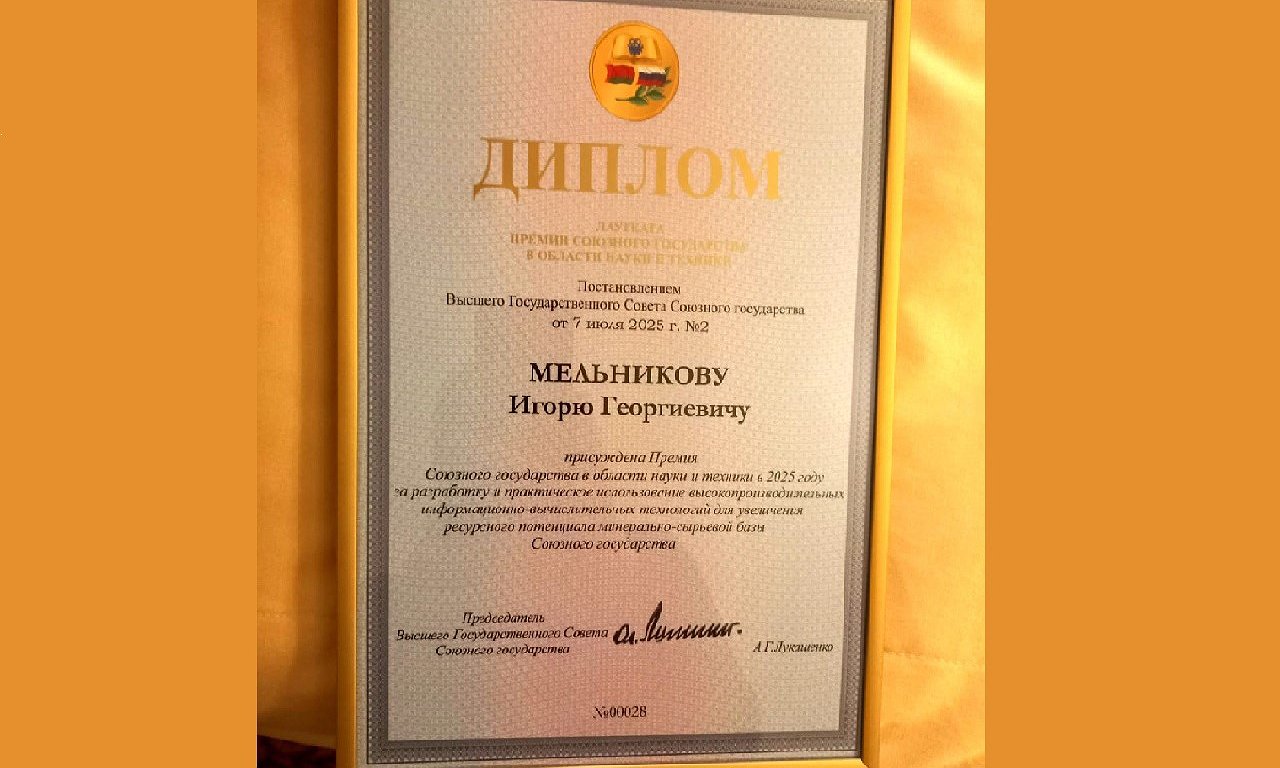 ДИПЛОМ
ЛАУРЕАТА
ПРЕМИИ СОЮЗНОГО ГОСУДАРСТВА
В ОБЛАСТИ НАУКИ И ТЕХНИКИ
Постановлением
Высшего Государственного Совета Союзного государства
от 7 июля 2025 г. №2
МЕЛЬНИКОВУ
Игорю Георгиевичу
присуждена Премия
Союзного государства в области науки и техники в 2025 году
за разработку и практическое использование высокопроизводительных
информационно-вычислительных технологий для увеличения
ресурсного потенциала минерально-сырьевой базы
Союзного государства
Председатель
Высшего Государственного Совета
Союзного государства
А.Г.Лукашенко
№00028